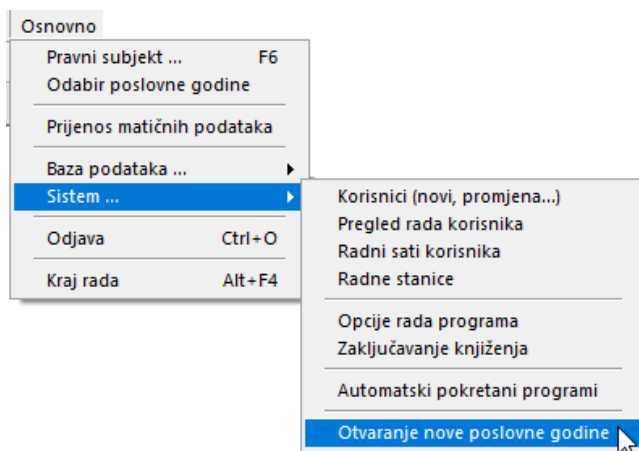 Osnovno
Pravni subjekt ... F6
Odabir poslovne godine
Prijenos matičnih podataka
Baza podataka ...
Sistem ...
Odjava Ctrl+O
Kraj rada Alt+F4
Korisnici (novi, promjena...)
Pregled rada korisnika
Radni sati korisnika
Radne stanice
Opcije rada programa
Zaključavanje knjiženja
Automatski pokretani programi
Otvaranje nove poslovne godine